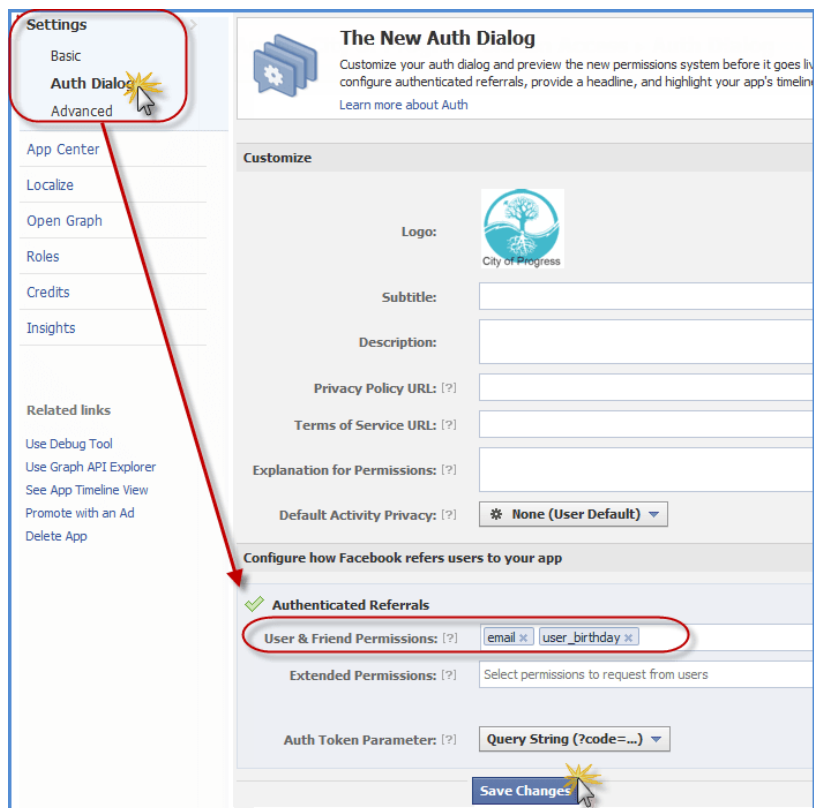 Settings
Basic
Auth Dialog
Advanced
App Center
Localize
Open Graph
Roles
Credits
Insights
Related links
Use Debug Tool
Use Graph API Explorer
See App Timeline View
Promote with an Ad
Delete App
The New Auth Dialog
Customize your auth dialog and preview the new permissions system before it goes liv
configure authenticated referrals, provide a headline, and highlight your app's timelin
Learn more about Auth
Customize
Logo:
City of Progress
Subtitle:
Description:
Privacy Policy URL: [?]
Terms of Service URL: [?]
Explanation for Permissions: [?]
Default Activity Privacy: [?] None (User Default)
Configure how Facebook refers users to your app
Authenticated Referrals
User & Friend Permissions: [?] email × user_birthday ×
Extended Permissions: [?] Select permissions to request from users
Auth Token Parameter: [?] Query String (?code=...)
Save Changes